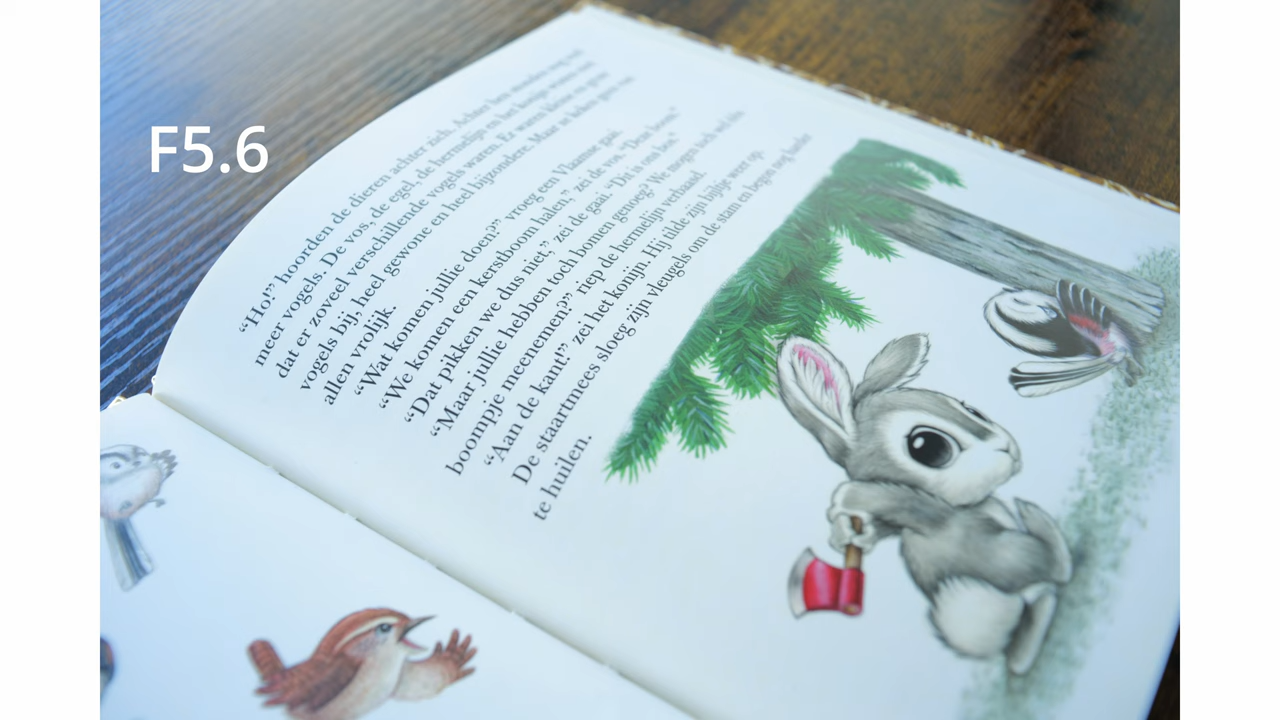 F5.6
“Ho!” hoorden de dieren achter zich. Achter hen stonden nog veel
meer vogels. De vos, de egel, de hermelijn en het konijn wisten niet
dat er zoveel verschillende vogels waren. Er waren kleine en grote
vogels bij, heel gewone en heel bijzondere. Maar ze keken geen van
allen vrolijk.
“Wat komen jullie doen?” vroeg een Vlaamse gaai.
“We komen een kerstboom halen,” zei de vos. “Deze boom!”
“Dat pikken we dus niet,” zei de gaai. “Dit is ons bos.”
“Maar jullie hebben toch bomen genoeg? We mogen toch wel één
boompje meenemen?” riep de hermelijn verbaasd.
“Aan de kant!” zei het konijn. Hij tilde zijn bijltje weer op.
De staartmees sloeg zijn vleugels om de stam en begon nog harder
te huilen.